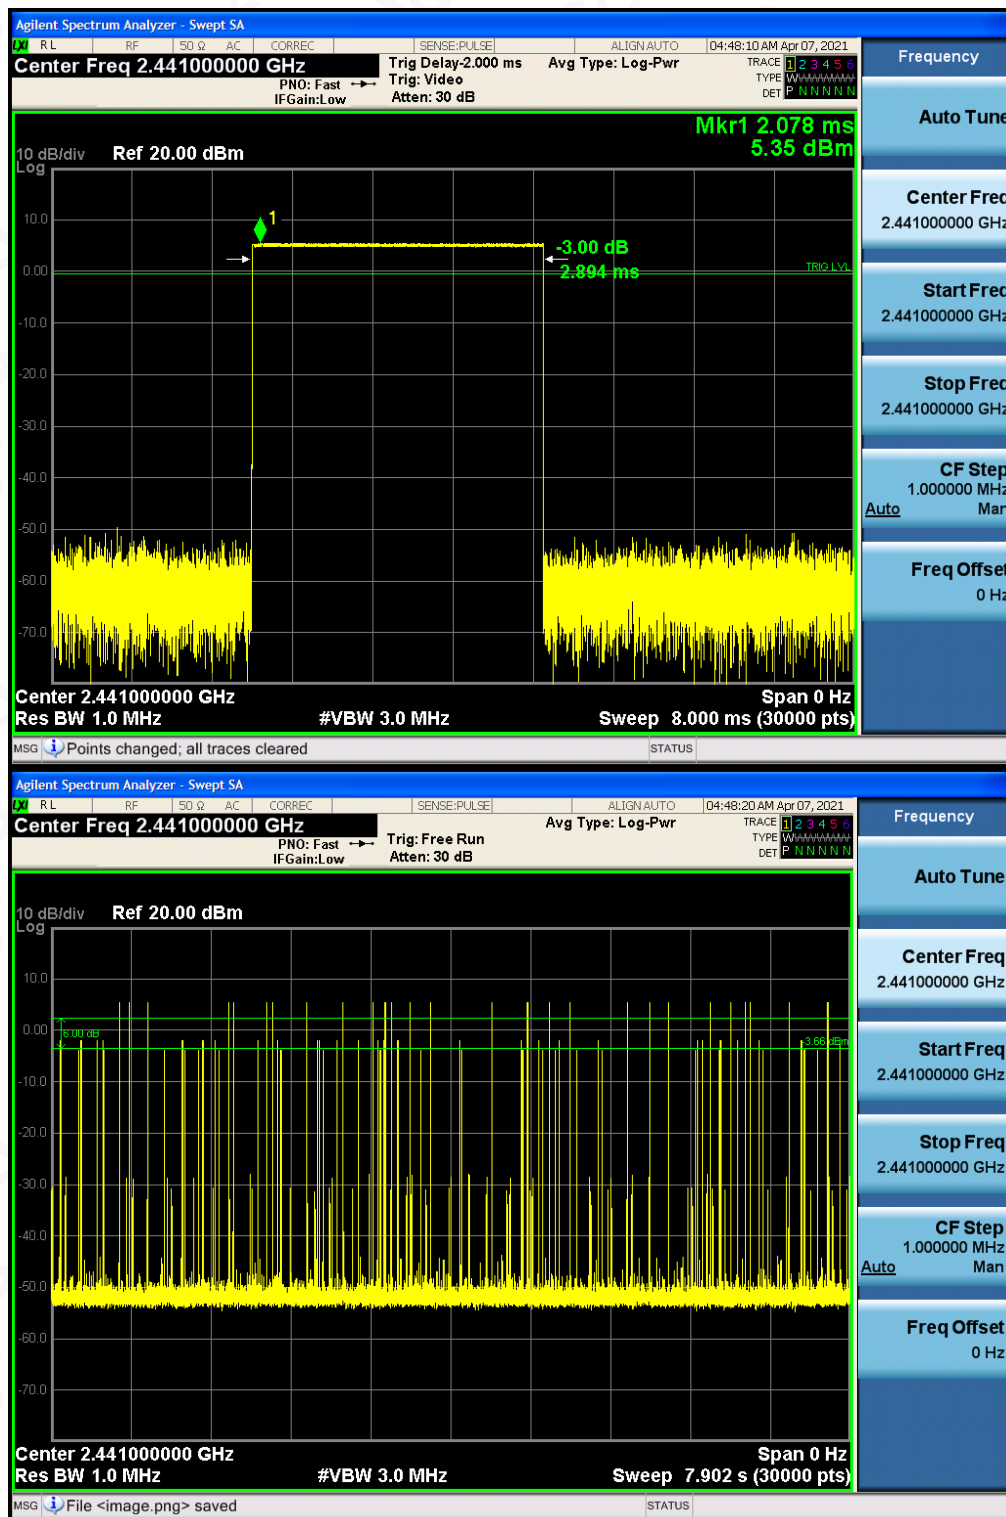 Agilent Spectrum Analyzer - Swept SA
LXI RL RF 50 Ω AC CORREC SENSE:PULSE ALIGN AUTO 04:48:10 AM Apr 07, 2021
Center Freq 2.441000000 GHz
PNO: Fast
IFGain:Low
Trig Delay-2.000 ms
Trig: Video
Atten: 30 dB
Avg Type: Log-Pwr
TRACE 1 2 3 4 5 6
TYPE
DET P N N N N N
Mkr1 2.078 ms
5.35 dBm
10 dB/div Ref 20.00 dBm
Log
10.0
1
-3.00 dB
0.00
2.894 ms
TRIG LVL
-10.0
-20.0
-30.0
-40.0
-50.0
-60.0
-70.0
Center 2.441000000 GHz Span 0 Hz
Res BW 1.0 MHz #VBW 3.0 MHz Sweep 8.000 ms (30000 pts)
MSG Points changed; all traces cleared STATUS
Frequency
Auto Tune
Center Freq
2.441000000 GHz
Start Freq
2.441000000 GHz
Stop Freq
2.441000000 GHz
CF Step
1.000000 MHz
Auto Man
Freq Offset
0 Hz
Agilent Spectrum Analyzer - Swept SA
LXI RL RF 50 Ω AC CORREC SENSE:PULSE ALIGN AUTO 04:48:20 AM Apr 07, 2021
Center Freq 2.441000000 GHz
PNO: Fast
IFGain:Low
Trig: Free Run
Atten: 30 dB
Avg Type: Log-Pwr
TRACE 1 2 3 4 5 6
TYPE
DET P N N N N N
10 dB/div Ref 20.00 dBm
Log
10.0
0.00
6.00 dB
-3.66 dBm
-10.0
-20.0
-30.0
-40.0
-50.0
-60.0
-70.0
Center 2.441000000 GHz Span 0 Hz
Res BW 1.0 MHz #VBW 3.0 MHz Sweep 7.902 s (30000 pts)
MSG File <image.png> saved STATUS
Frequency
Auto Tune
Center Freq
2.441000000 GHz
Start Freq
2.441000000 GHz
Stop Freq
2.441000000 GHz
CF Step
1.000000 MHz
Auto Man
Freq Offset
0 Hz